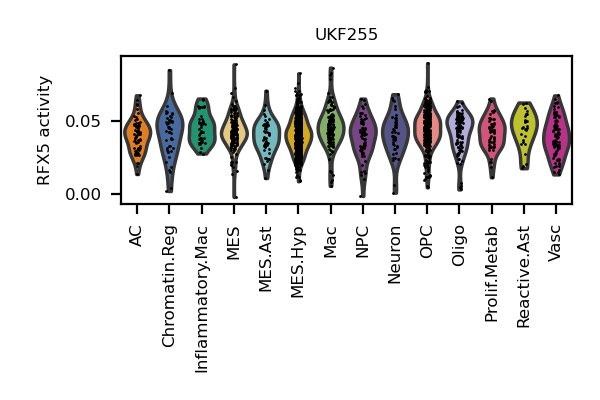 UKF255
RFX5 activity
0.05
0.00
AC
Chromatin.Reg
Inflammatory.Mac
MES
MES.Ast
MES.Hyp
Mac
NPC
Neuron
OPC
Oligo
Prolif.Metab
Reactive.Ast
Vasc